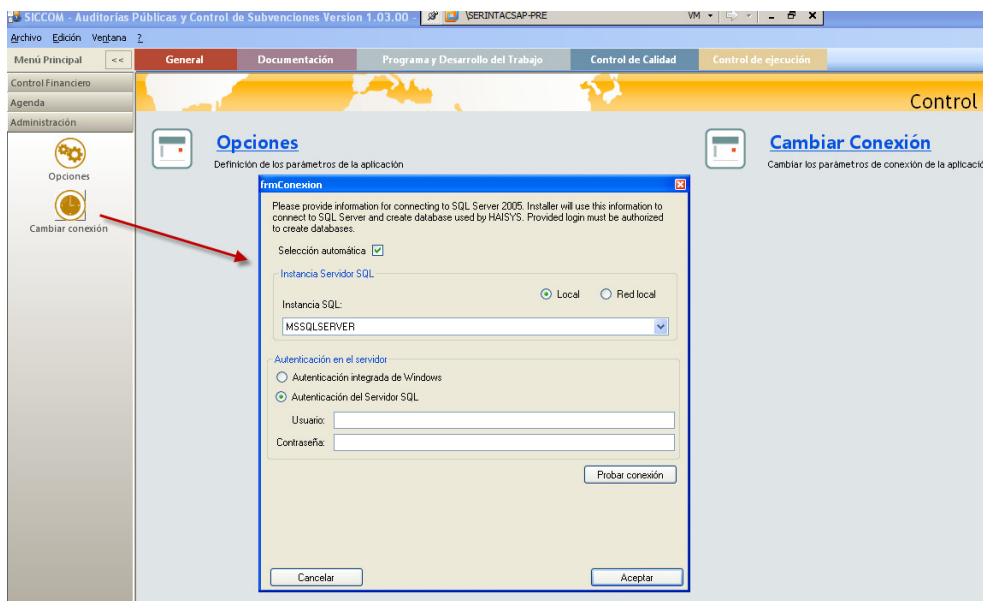 SICCOM - Auditorías Públicas y Control de Subvenciones Version 1.03.00 -
\SERINTACSAP-PRE
VM
Archivo Edición Ventana ?
Menú Principal <<
General Documentación Programa y Desarrollo del Trabajo Control de Calidad Control de ejecución
Control Financiero
Agenda
Administración
Opciones
Cambiar conexión
Control
Opciones
Definición de los parámetros de la aplicación
Cambiar Conexión
Cambiar los parámetros de conexión de la aplicació
frmConexion
Please provide information for connecting to SQL Server 2005. Installer will use this information to
connect to SQL Server and create database used by HAISYS. Provided login must be authorized
to create databases.
Selección automática
Instancia Servidor SQL
Local Red local
Instancia SQL:
MSSQLSERVER
Autenticación en el servidor
Autenticación integrada de Windows
Autenticación del Servidor SQL
Usuario:
Contraseña:
Probar conexión
Cancelar Aceptar